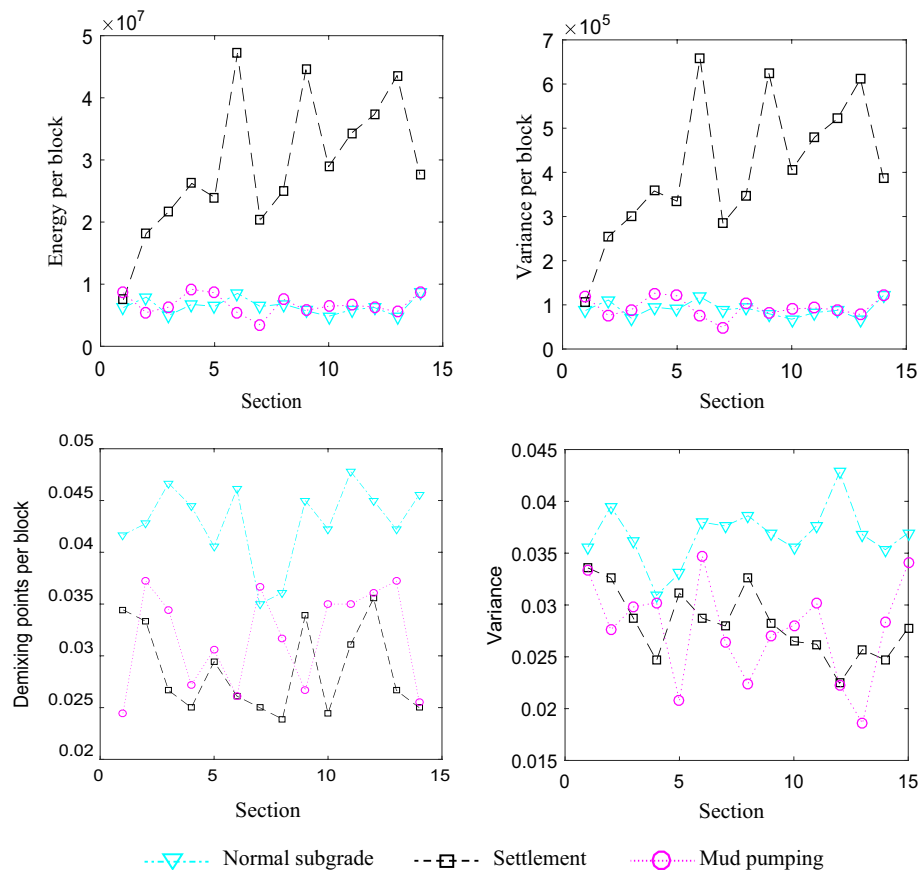 ×10⁷
5
4
3
2
1
0
0 5 10 15
Energy per block
Section
×10⁵
7
6
5
4
3
2
1
0
0 5 10 15
Variance per block
Section
0.05
0.045
0.04
0.035
0.03
0.025
0.02
0 5 10 15
Demixing points per block
Section
0.045
0.04
0.035
0.03
0.025
0.02
0.015
0 5 10 15
Variance
Section
Normal subgrade Settlement Mud pumping